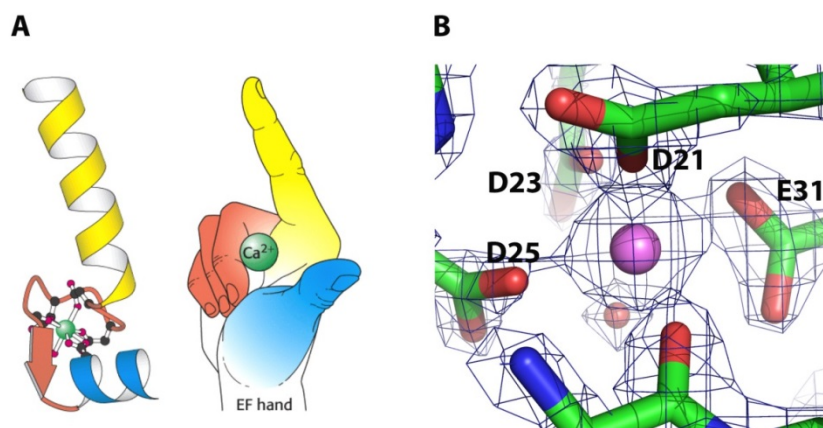 A
Ca2+
EF hand
B
D21
D23
E31
D25